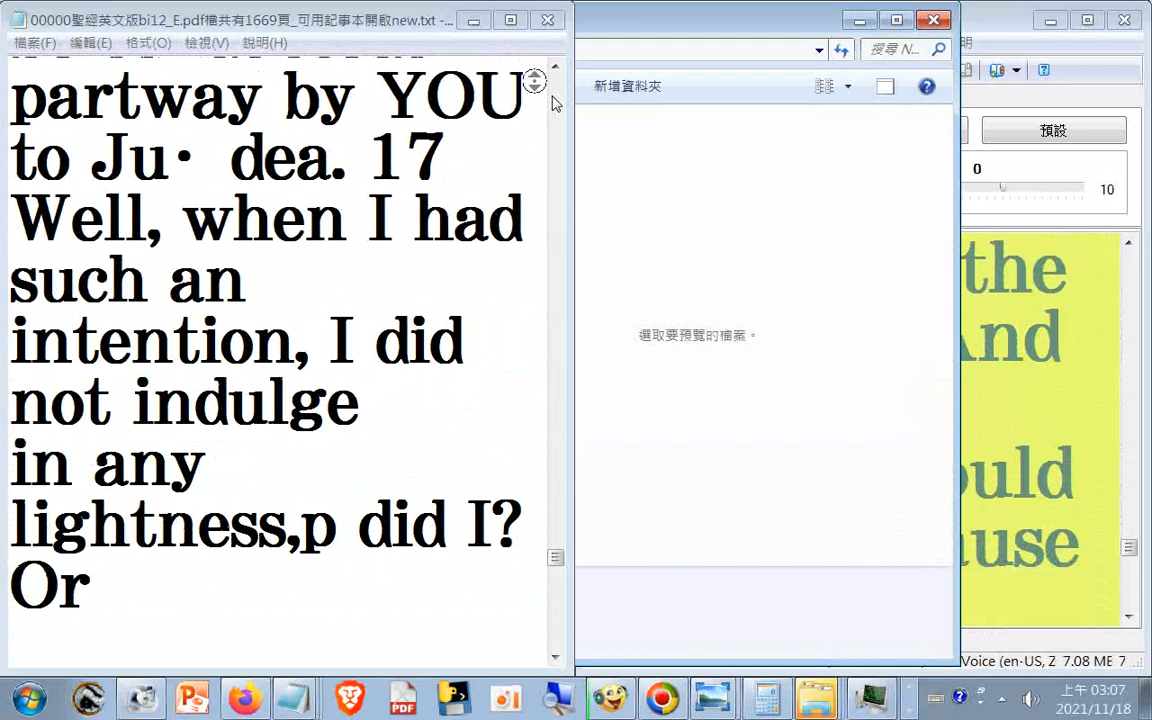 00000聖經英文版bi12_E.pdf檔共有1669頁_可用記事本開啟new.txt -...
檔案(F) 編輯(E) 格式(O) 檢視(V) 說明(H)
partway by YOU
to Ju· dea. 17
Well, when I had
such an
intention, I did
not indulge
in any
lightness,p did I?
Or
搜尋 N...
新增資料夾
選取要預覽的檔案。
明
預設
0
10
the
And
ould
use
Voice (en-US, Z 7.08 ME 7
上午 03:07
2021/11/18